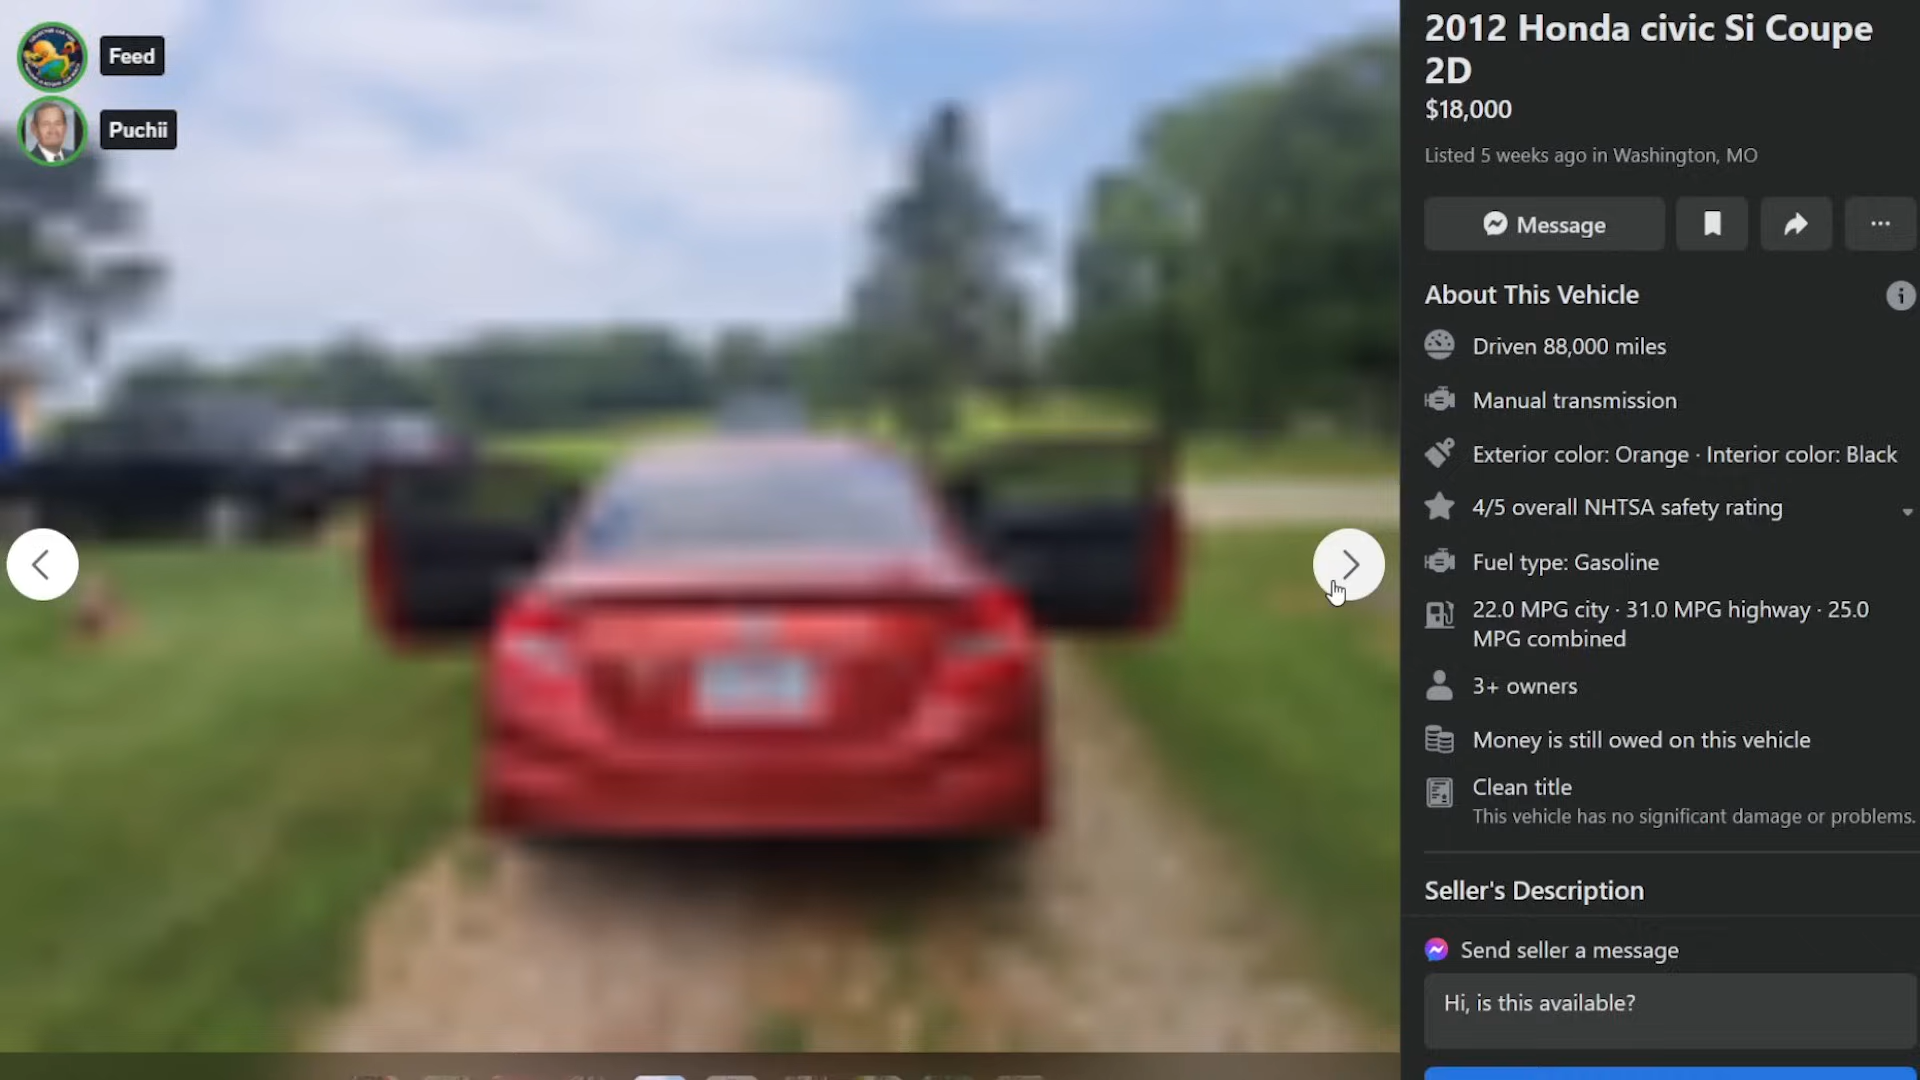 Feed
Puchii
2012 Honda civic Si Coupe
2D
$18,000
Listed 5 weeks ago in Washington, MO
Message
About This Vehicle
Driven 88,000 miles
Manual transmission
Exterior color: Orange · Interior color: Black
4/5 overall NHTSA safety rating
Fuel type: Gasoline
22.0 MPG city · 31.0 MPG highway · 25.0
MPG combined
3+ owners
Money is still owed on this vehicle
Clean title
This vehicle has no significant damage or problems.
Seller's Description
Send seller a message
Hi, is this available?